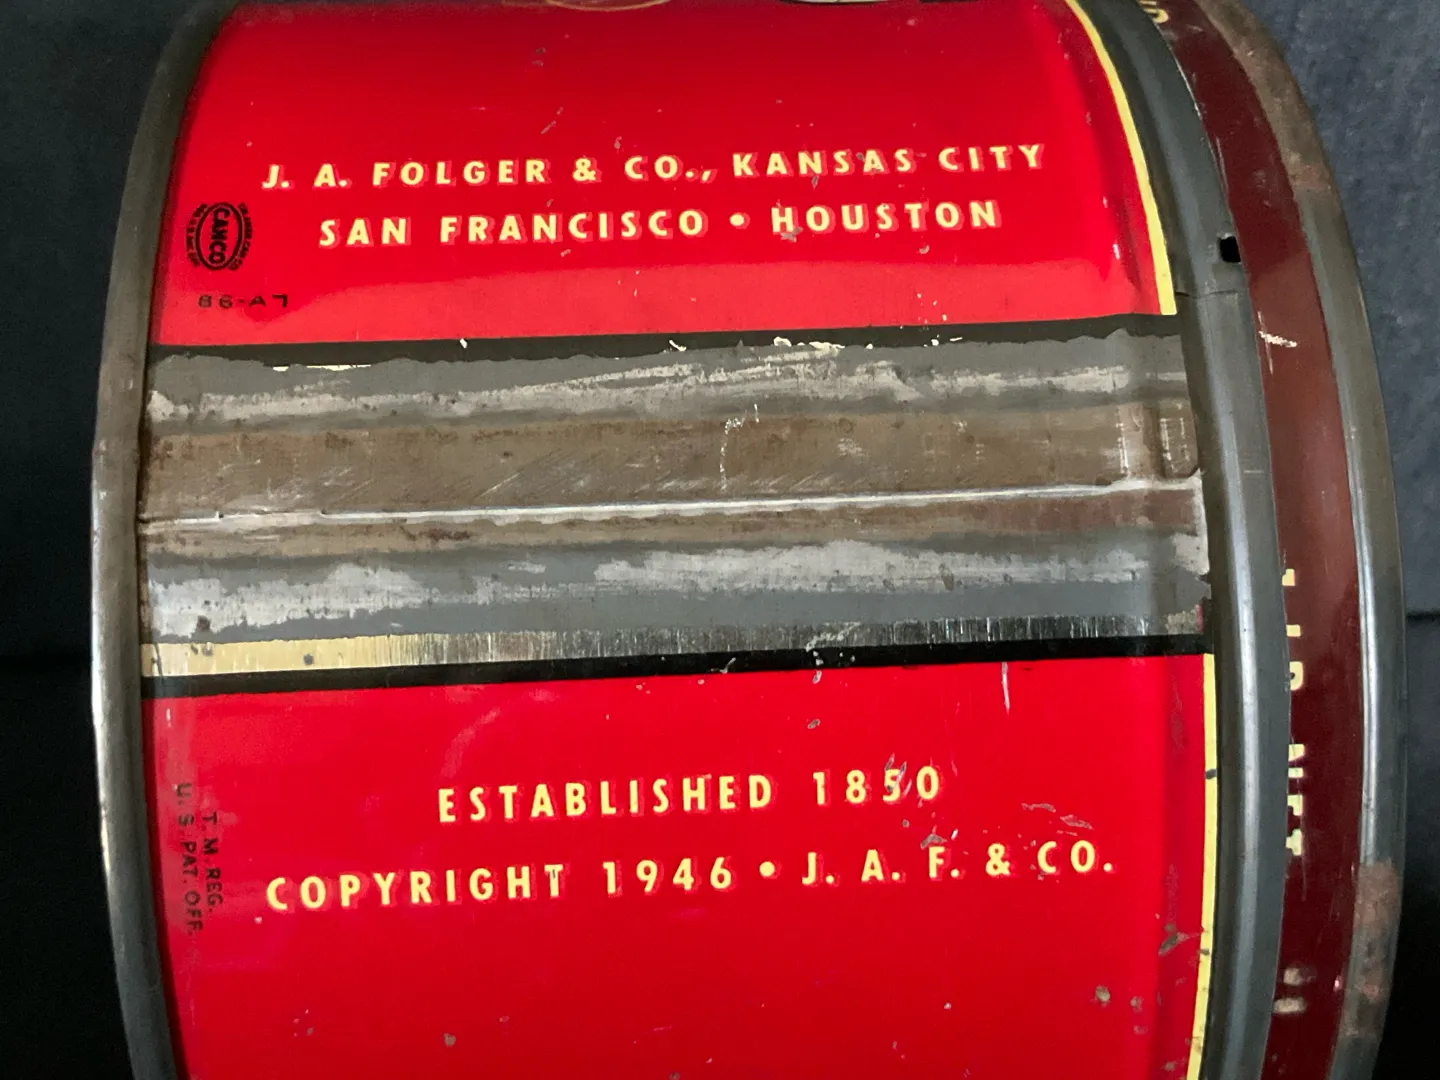 J. A. FOLGER & CO., KANSAS CITY
SAN FRANCISCO • HOUSTON
CANCO
86-A7
ESTABLISHED 1850
COPYRIGHT 1946 • J. A. F. & CO.
T. M. REG.
U. S. PAT. OFF.